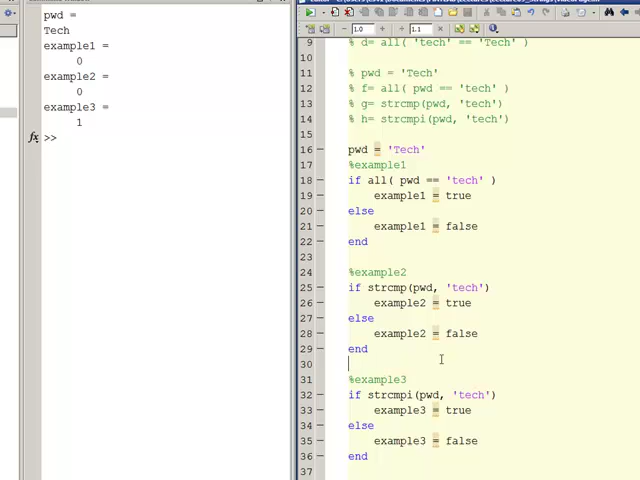 pwd =
Tech
example1 =
0
example2 =
0
example3 =
1
fx >>
1.0
1.1
9 % d= all( 'tech' == 'Tech' )
10
11 % pwd = 'Tech'
12 % f= all( pwd == 'tech' )
13 % g= strcmp(pwd, 'tech')
14 % h= strcmpi(pwd, 'tech')
15
16 pwd = 'Tech'
17 %example1
18 if all( pwd == 'tech' )
19 example1 = true
20 else
21 example1 = false
22 end
23
24 %example2
25 if strcmp(pwd, 'tech')
26 example2 = true
27 else
28 example2 = false
29 end
30
31 %example3
32 if strcmpi(pwd, 'tech')
33 example3 = true
34 else
35 example3 = false
36 end
37